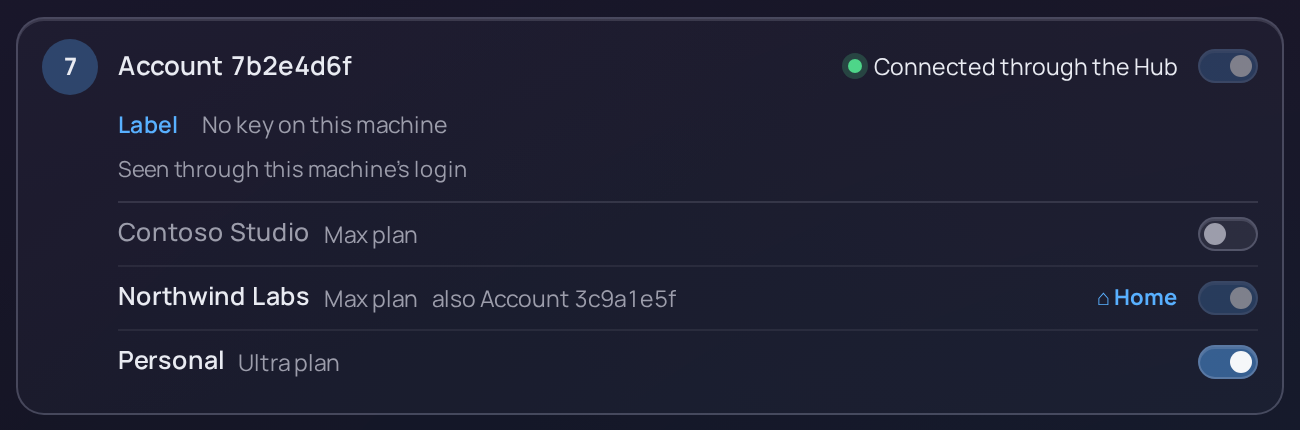 7 Account 7b2e4d6f Connected through the Hub
Label No key on this machine
Seen through this machine’s login
Contoso Studio Max plan
Northwind Labs Max plan also Account 3c9a1e5f ⌂ Home
Personal Ultra plan